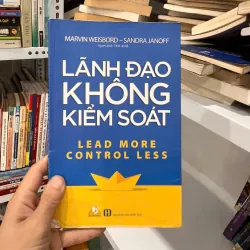 MARVIN WEISBORD - SANDRA JANOFF
LÃNH ĐẠO
KHÔNG
KIỂM SOÁT
LEAD MORE
CONTROL LESS